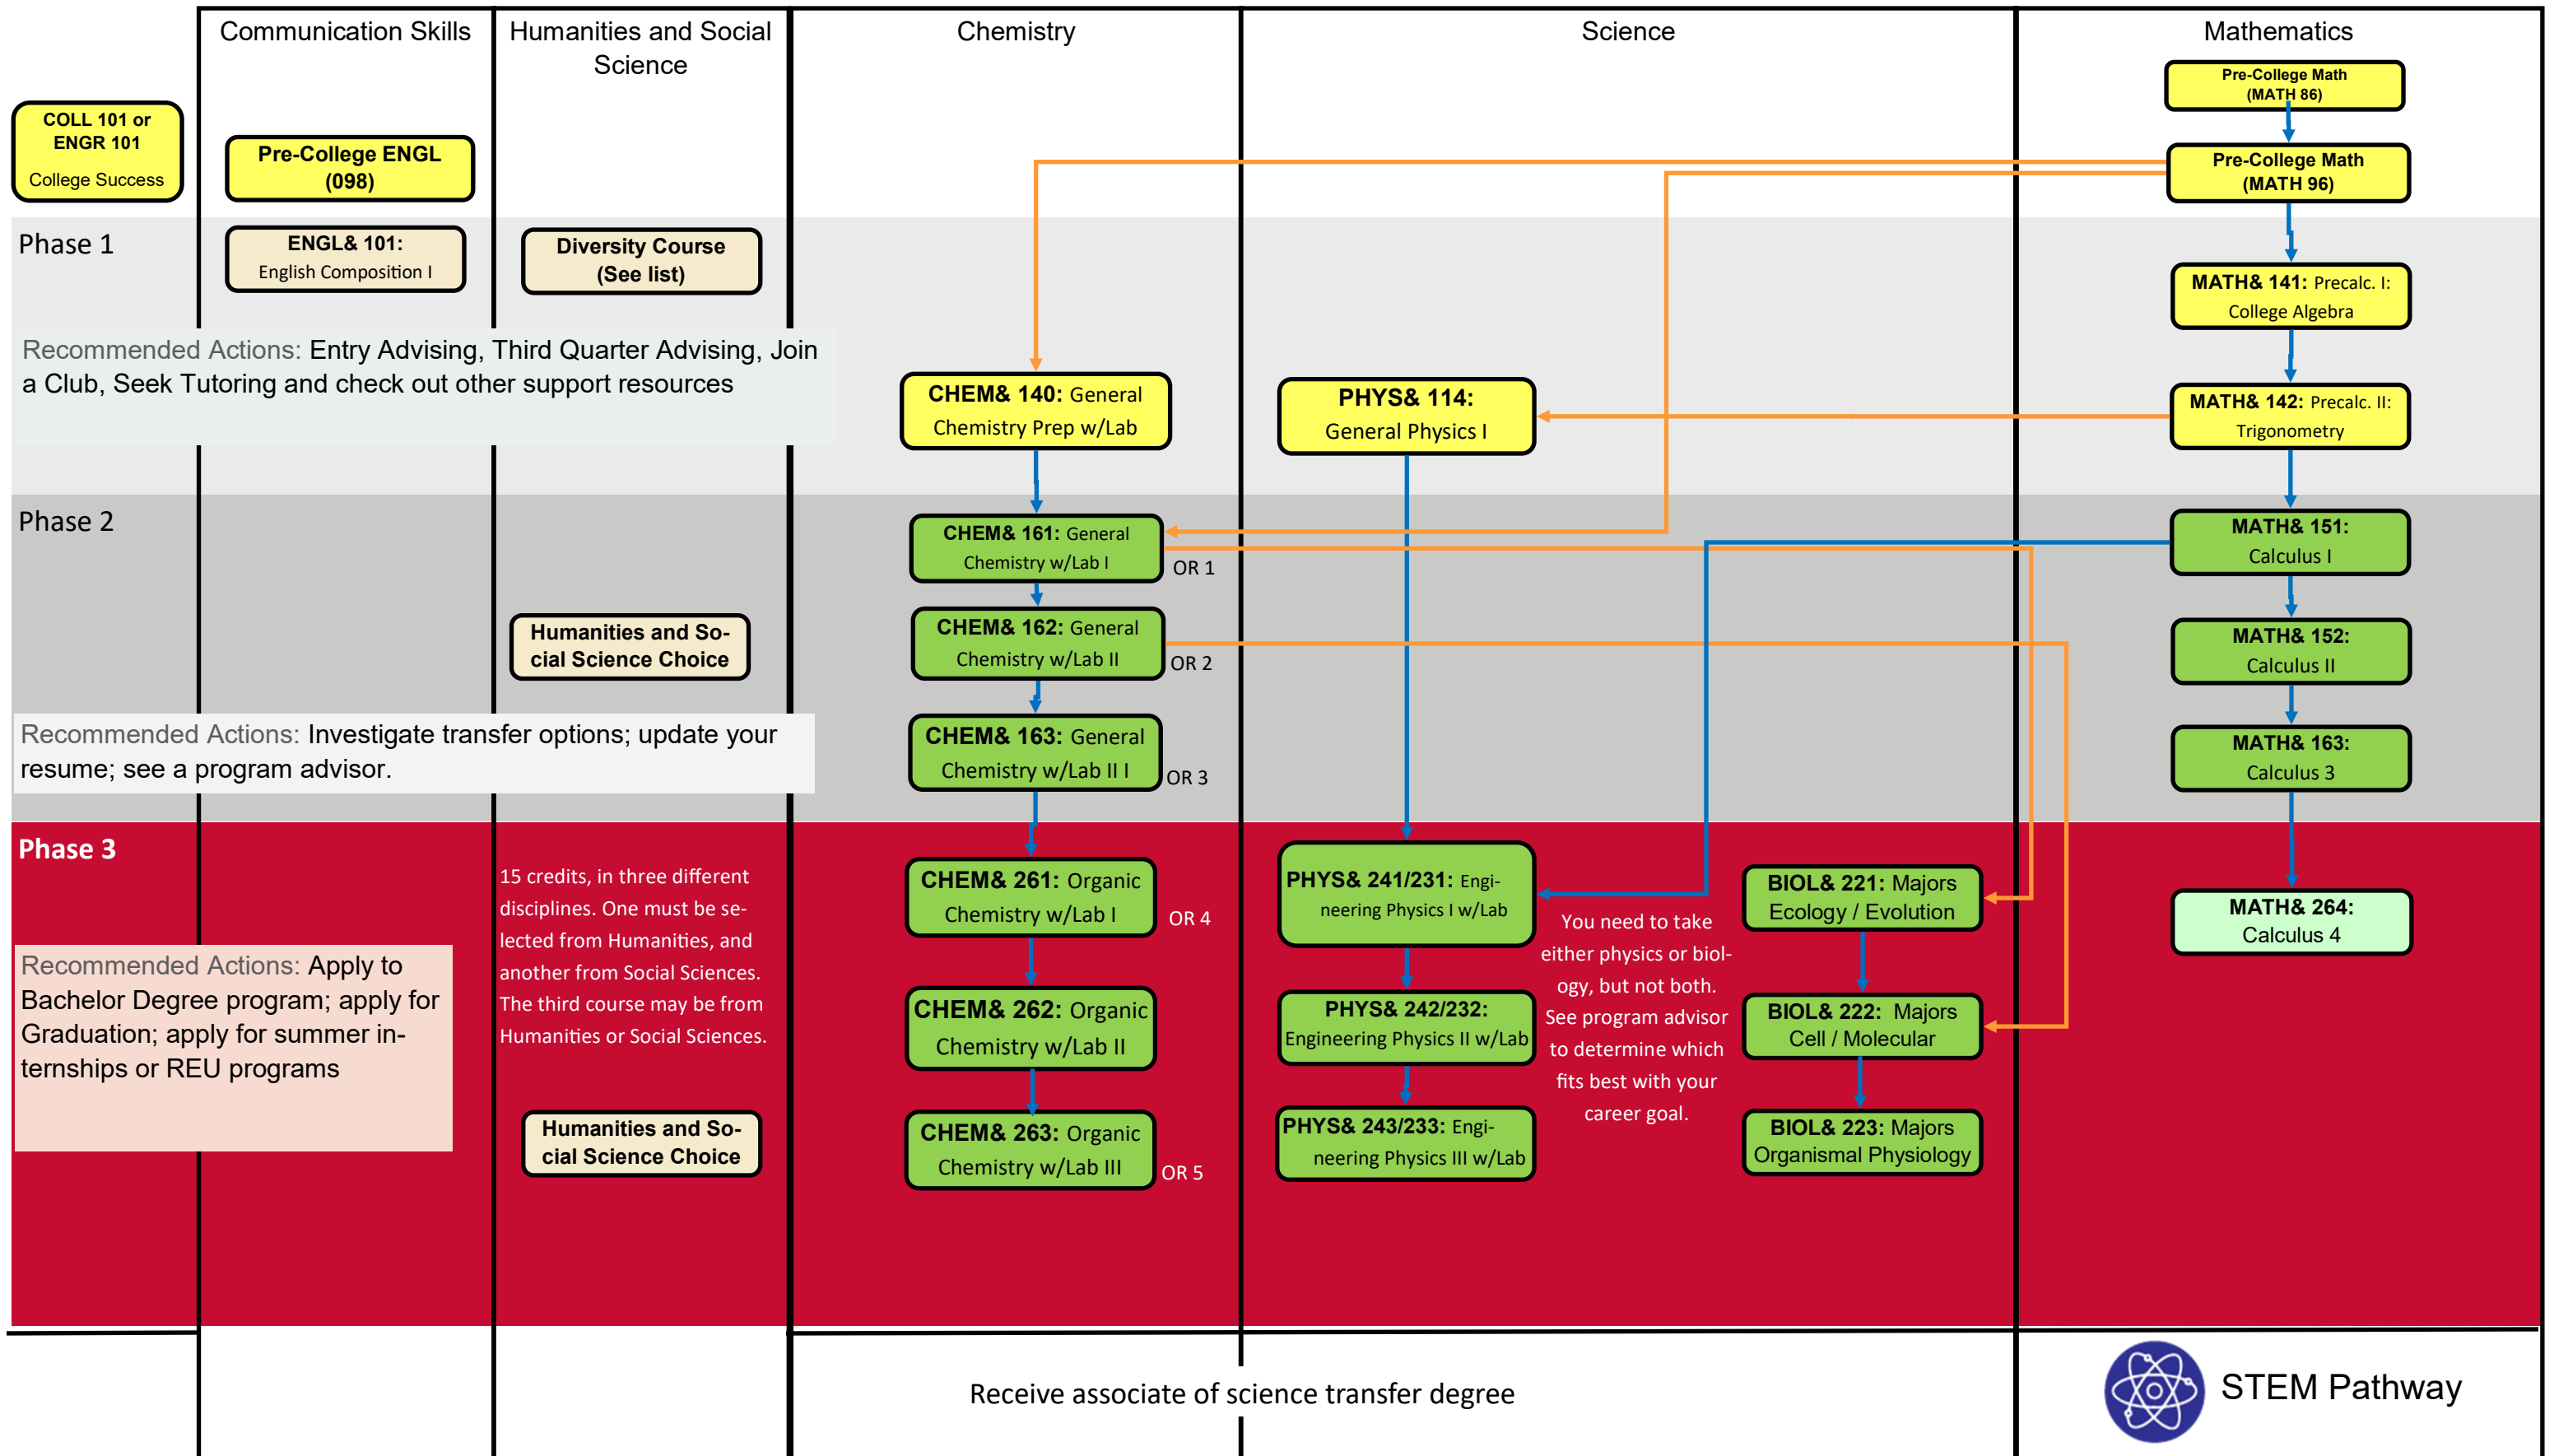 Communication Skills
Humanities and Social
Science
Chemistry
Science
Mathematics
COLL 101 or
ENGR 101
College Success
Pre-College ENGL
(098)
Pre-College Math
(MATH 86)
Pre-College Math
(MATH 96)
Phase 1
ENGL& 101:
English Composition I
Diversity Course
(See list)
MATH& 141: Precalc. I:
College Algebra
Recommended Actions: Entry Advising, Third Quarter Advising, Join
a Club, Seek Tutoring and check out other support resources
CHEM& 140: General
Chemistry Prep w/Lab
PHYS& 114:
General Physics I
MATH& 142: Precalc. II:
Trigonometry
Phase 2
CHEM& 161: General
Chemistry w/Lab I
OR 1
MATH& 151:
Calculus I
Humanities and So-
cial Science Choice
CHEM& 162: General
Chemistry w/Lab II
OR 2
MATH& 152:
Calculus II
Recommended Actions: Investigate transfer options; update your
resume; see a program advisor.
CHEM& 163: General
Chemistry w/Lab II I
OR 3
MATH& 163:
Calculus 3
Phase 3
15 credits, in three different
disciplines. One must be se-
lected from Humanities, and
another from Social Sciences.
The third course may be from
Humanities or Social Sciences.
CHEM& 261: Organic
Chemistry w/Lab I
OR 4
PHYS& 241/231: Engi-
neering Physics I w/Lab
You need to take
either physics or biol-
ogy, but not both.
See program advisor
to determine which
fits best with your
career goal.
BIOL& 221: Majors
Ecology / Evolution
MATH& 264:
Calculus 4
Recommended Actions: Apply to
Bachelor Degree program; apply for
Graduation; apply for summer in-
ternships or REU programs
CHEM& 262: Organic
Chemistry w/Lab II
PHYS& 242/232:
Engineering Physics II w/Lab
BIOL& 222: Majors
Cell / Molecular
Humanities and So-
cial Science Choice
CHEM& 263: Organic
Chemistry w/Lab III
OR 5
PHYS& 243/233: Engi-
neering Physics III w/Lab
BIOL& 223: Majors
Organismal Physiology
Receive associate of science transfer degree
STEM Pathway